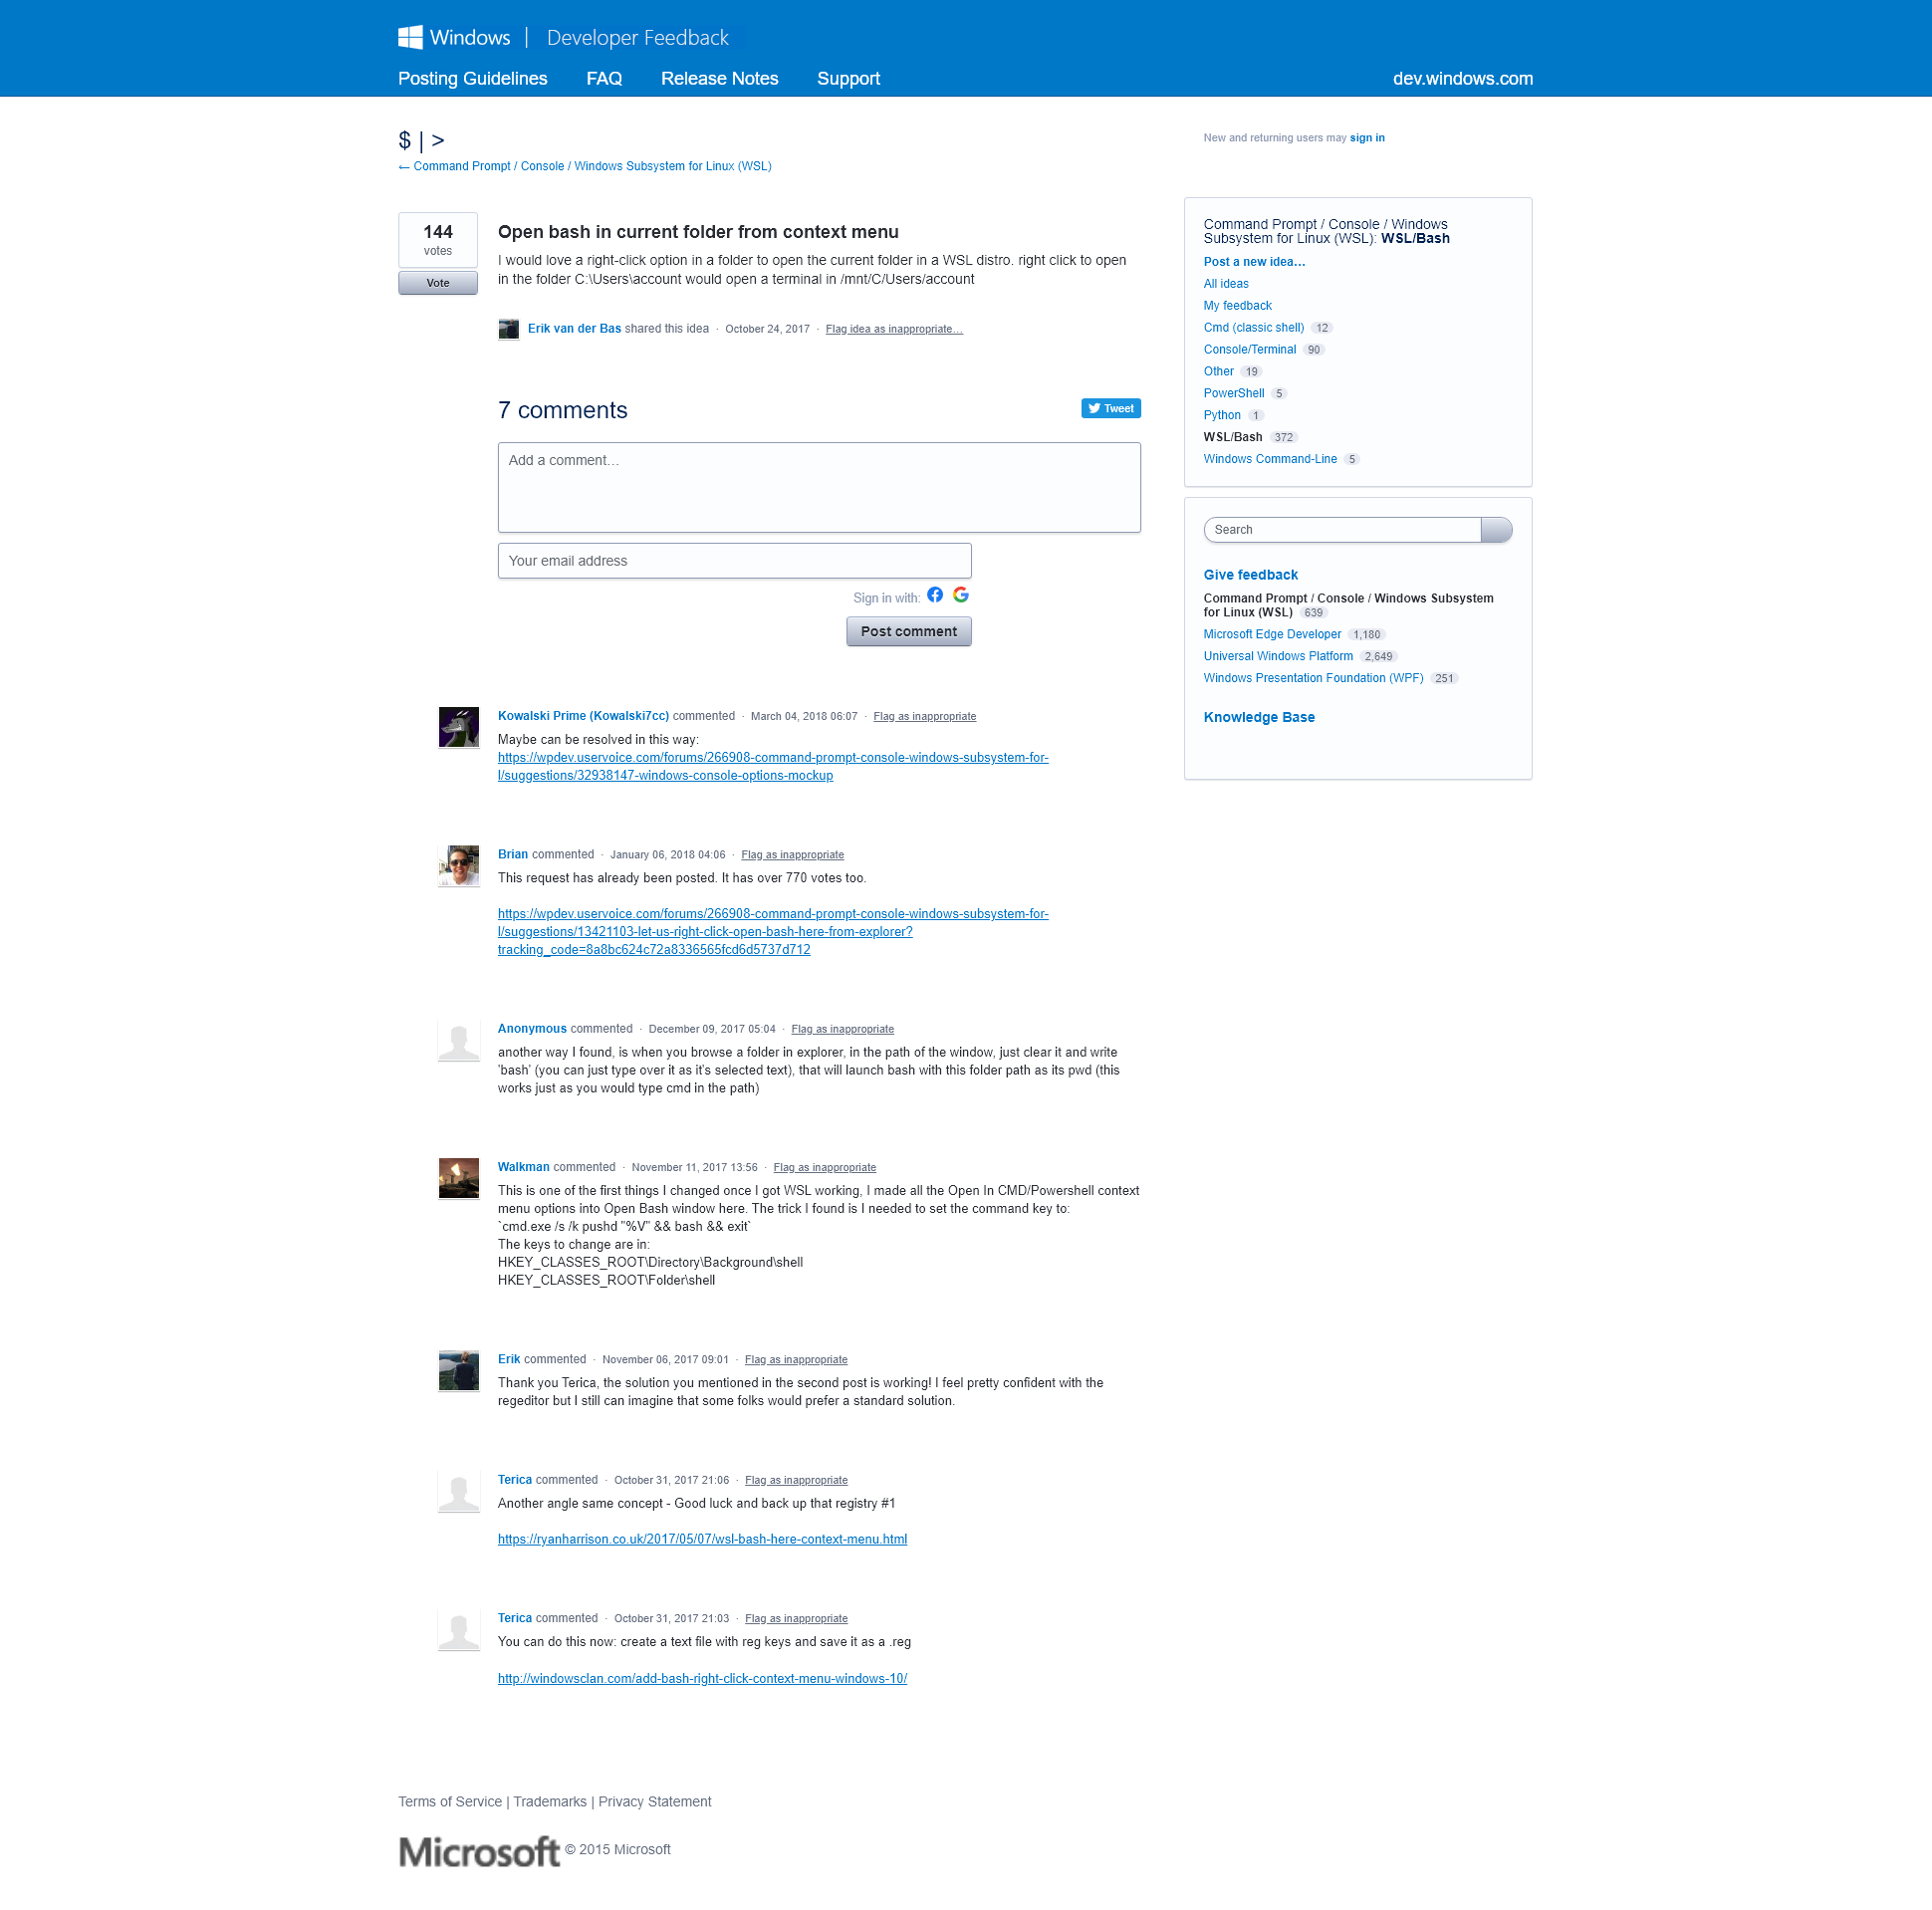 Windows | Developer Feedback
Posting Guidelines FAQ Release Notes Support dev.windows.com
$ | >
← Command Prompt / Console / Windows Subsystem for Linux (WSL)
144
votes
Vote
Open bash in current folder from context menu
I would love a right-click option in a folder to open the current folder in a WSL distro. right click to open
in the folder C:\Users\account would open a terminal in /mnt/C/Users/account
Erik van der Bas shared this idea · October 24, 2017 · Flag idea as inappropriate…
7 comments
Tweet
Add a comment…
Your email address
Sign in with:
Post comment
Kowalski Prime (Kowalski7cc) commented · March 04, 2018 06:07 · Flag as inappropriate
Maybe can be resolved in this way:
https://wpdev.uservoice.com/forums/266908-command-prompt-console-windows-subsystem-for-
l/suggestions/32938147-windows-console-options-mockup
Brian commented · January 06, 2018 04:06 · Flag as inappropriate
This request has already been posted. It has over 770 votes too.
https://wpdev.uservoice.com/forums/266908-command-prompt-console-windows-subsystem-for-
l/suggestions/13421103-let-us-right-click-open-bash-here-from-explorer?
tracking_code=8a8bc624c72a8336565fcd6d5737d712
Anonymous commented · December 09, 2017 05:04 · Flag as inappropriate
another way I found, is when you browse a folder in explorer, in the path of the window, just clear it and write
'bash' (you can just type over it as it's selected text), that will launch bash with this folder path as its pwd (this
works just as you would type cmd in the path)
Walkman commented · November 11, 2017 13:56 · Flag as inappropriate
This is one of the first things I changed once I got WSL working, I made all the Open In CMD/Powershell context
menu options into Open Bash window here. The trick I found is I needed to set the command key to:
`cmd.exe /s /k pushd "%V" && bash && exit`
The keys to change are in:
HKEY_CLASSES_ROOT\Directory\Background\shell
HKEY_CLASSES_ROOT\Folder\shell
Erik commented · November 06, 2017 09:01 · Flag as inappropriate
Thank you Terica, the solution you mentioned in the second post is working! I feel pretty confident with the
regeditor but I still can imagine that some folks would prefer a standard solution.
Terica commented · October 31, 2017 21:06 · Flag as inappropriate
Another angle same concept - Good luck and back up that registry #1
https://ryanharrison.co.uk/2017/05/07/wsl-bash-here-context-menu.html
Terica commented · October 31, 2017 21:03 · Flag as inappropriate
You can do this now: create a text file with reg keys and save it as a .reg
http://windowsclan.com/add-bash-right-click-context-menu-windows-10/
New and returning users may sign in
Command Prompt / Console / Windows
Subsystem for Linux (WSL): WSL/Bash
Post a new idea…
All ideas
My feedback
Cmd (classic shell) 12
Console/Terminal 90
Other 19
PowerShell 5
Python 1
WSL/Bash 372
Windows Command-Line 5
Search
Give feedback
Command Prompt / Console / Windows Subsystem
for Linux (WSL) 639
Microsoft Edge Developer 1,180
Universal Windows Platform 2,649
Windows Presentation Foundation (WPF) 251
Knowledge Base
Terms of Service | Trademarks | Privacy Statement
Microsoft © 2015 Microsoft